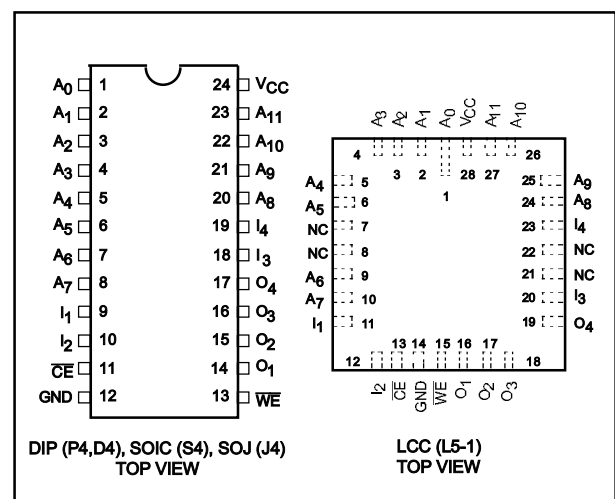 A0 1 24 VCC
A1 2 23 A11
A2 3 22 A10
A3 4 21 A9
A4 5 20 A8
A5 6 19 I4
A6 7 18 I3
A7 8 17 O4
I1 9 16 O3
I2 10 15 O2
C̅E̅ 11 14 O1
GND 12 13 W̅E̅
DIP (P4,D4), SOIC (S4), SOJ (J4)
TOP VIEW
A3 A2 A1 A0 VCC A11 A10
4 3 2 1 28 27 26
A4 5 25 A9
A5 6 24 A8
NC 7 23 I4
NC 8 22 NC
A6 9 21 NC
A7 10 20 I3
I1 11 19 O4
12 13 14 15 16 17 18
I2 C̅E̅ GND W̅E̅ O1 O2 O3
LCC (L5-1)
TOP VIEW